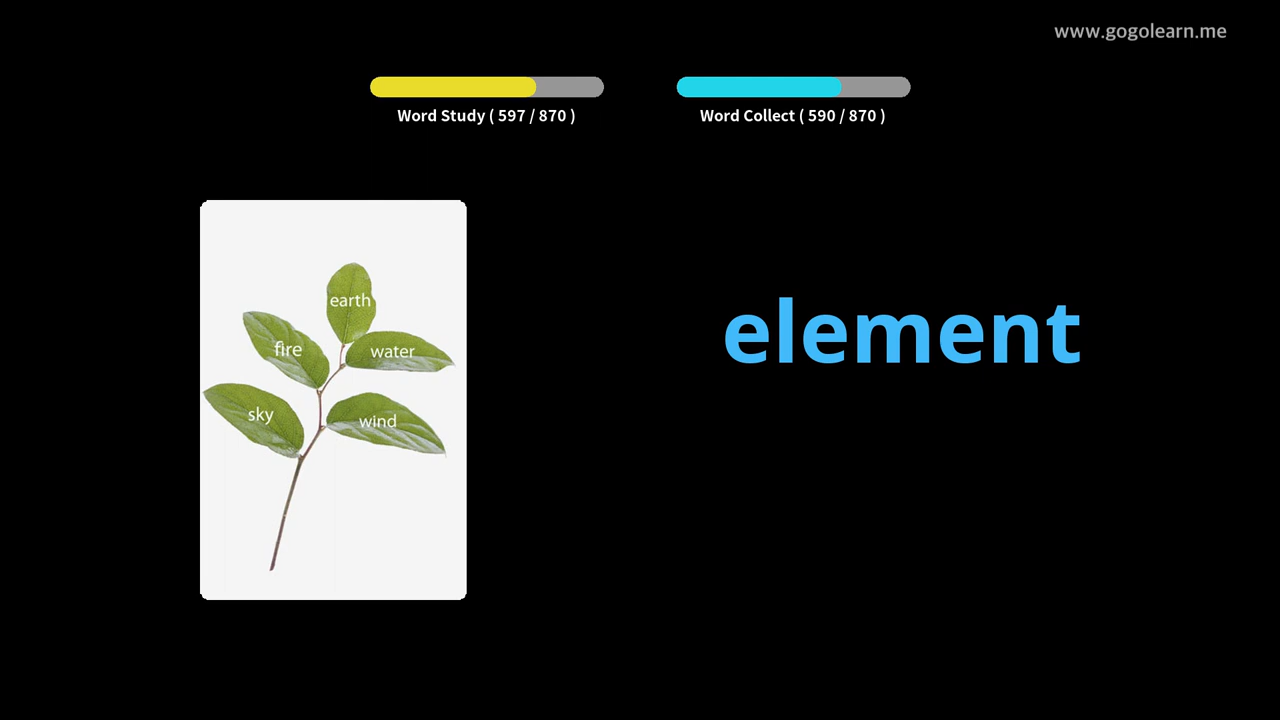 www.gogolearn.me
Word Study ( 597 / 870 )
Word Collect ( 590 / 870 )
earth
fire
water
sky
wind
element